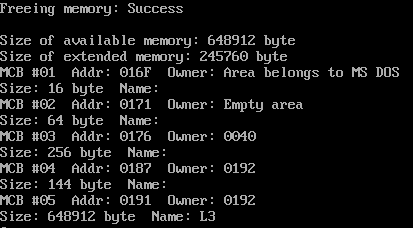 Freeing memory: Success
Size of available memory: 648912 byte
Size of extended memory: 245760 byte
MCB #01 Addr: 016F Owner: Area belongs to MS DOS
Size: 16 byte Name:
MCB #02 Addr: 0171 Owner: Empty area
Size: 64 byte Name:
MCB #03 Addr: 0176 Owner: 0040
Size: 256 byte Name:
MCB #04 Addr: 0187 Owner: 0192
Size: 144 byte Name:
MCB #05 Addr: 0191 Owner: 0192
Size: 648912 byte Name: L3